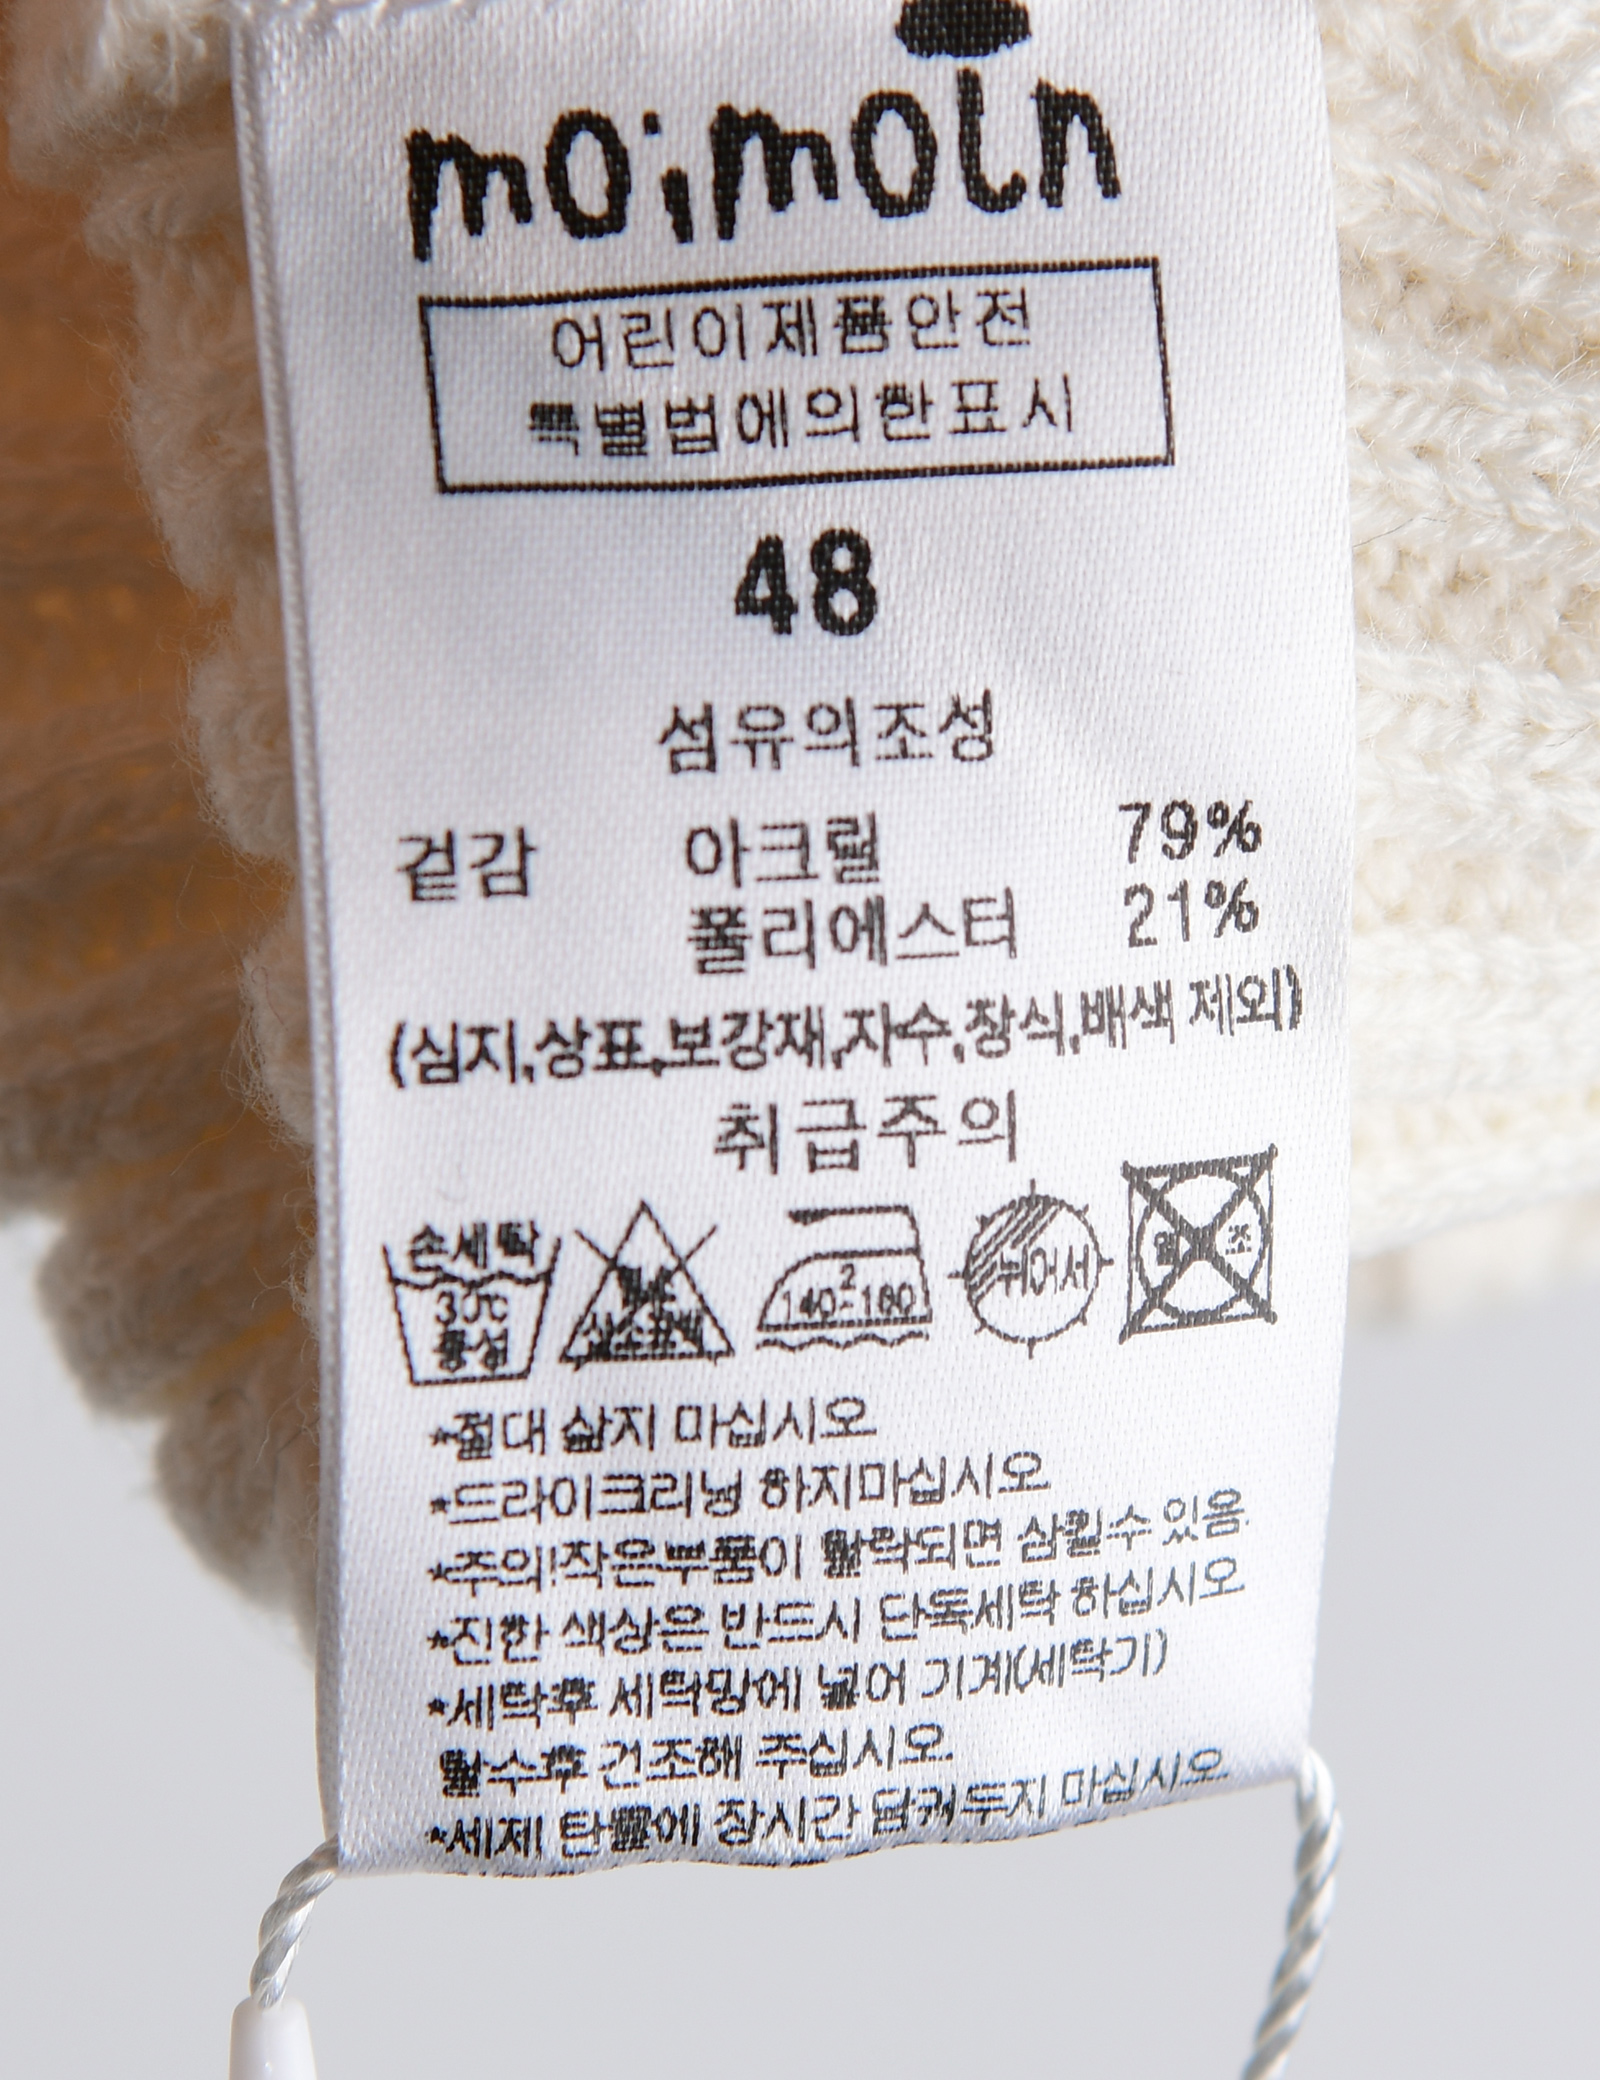 moimoln
어린이제품안전
특별법에의한표시
48
섬유의조성
겉감 아크릴 79%
폴리에스터 21%
(심지,상표,보강재,자수,장식,배색 제외)
취급주의
손세탁
30℃
중성
산소표백
2
140-160
뉘어서
조
*절대 삶지 마십시오
*드라이크리닝 하지마십시오
*주의!작은부품이 탈락되면 삼킬수 있음.
*진한 색상은 반드시 단독세탁 하십시오
*세탁후 세탁망에 넣어 기계(세탁기)
탈수후 건조해 주십시오.
*세제 탄물에 장시간 담궈두지 마십시오.